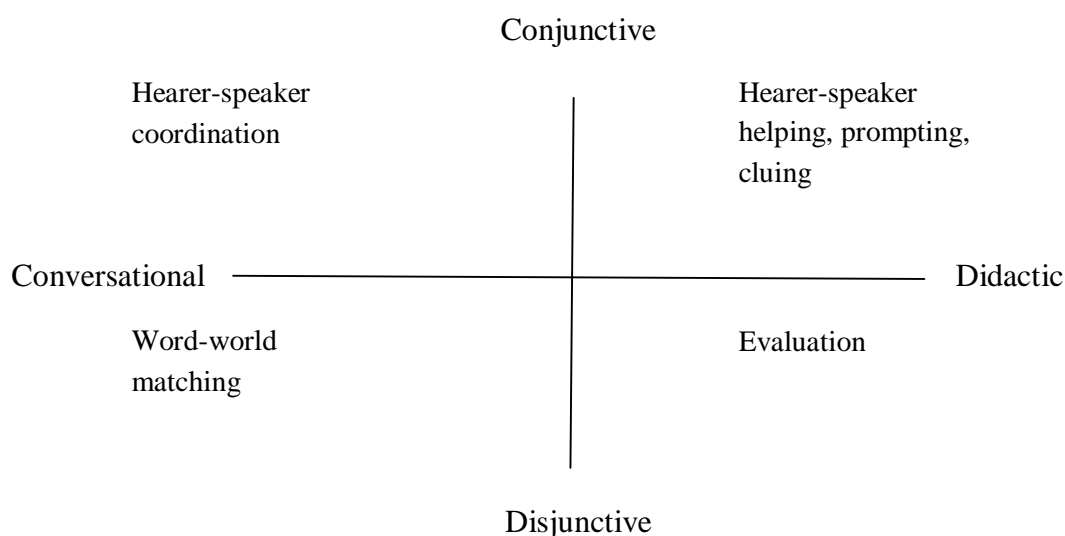 Conjunctive
Hearer-speaker
coordination
Hearer-speaker
helping, prompting,
cluing
Conversational
Didactic
Word-world
matching
Evaluation
Disjunctive